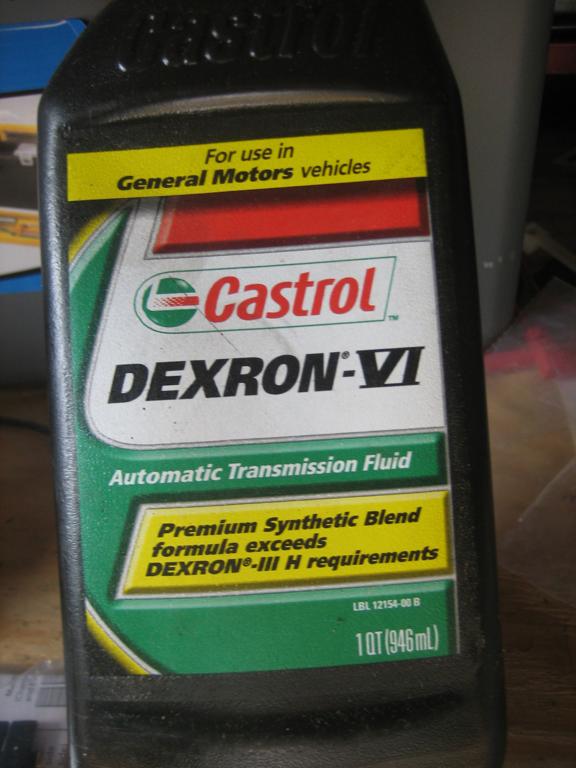 Castrol
For use in
General Motors vehicles
Castrol™
DEXRON®-VI
Automatic Transmission Fluid
Premium Synthetic Blend
formula exceeds
DEXRON®-III H requirements
LBL 12154-00 B
1 QT (946 mL)